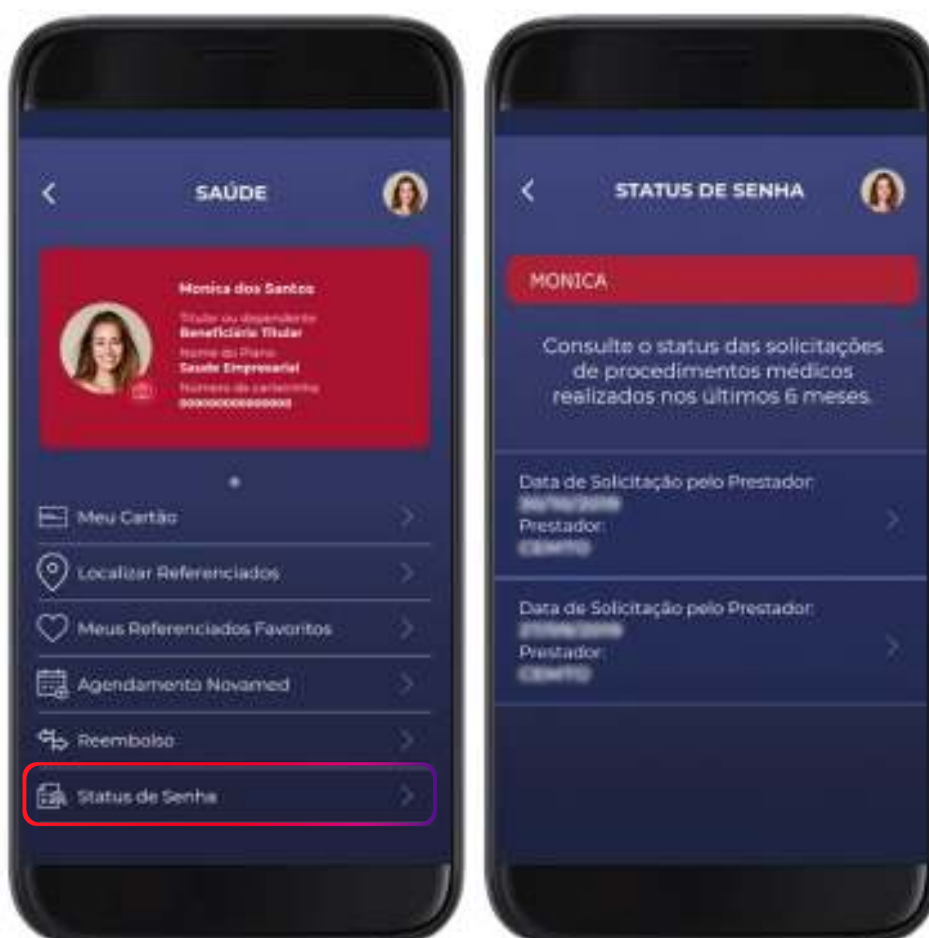 SAÚDE
Monica dos Santos
Titular ou dependente
Beneficiário Titular
Nome do Plano
Saúde Empresarial
Número da carteirinha
Meu Cartão
Localizar Referenciados
Meus Referenciados Favoritos
Agendamento Novamed
Reembolso
Status de Senha
STATUS DE SENHA
MONICA
Consulte o status das solicitações
de procedimentos médicos
realizados nos últimos 6 meses.
Data de Solicitação pelo Prestador:
Prestador:
Data de Solicitação pelo Prestador:
Prestador: